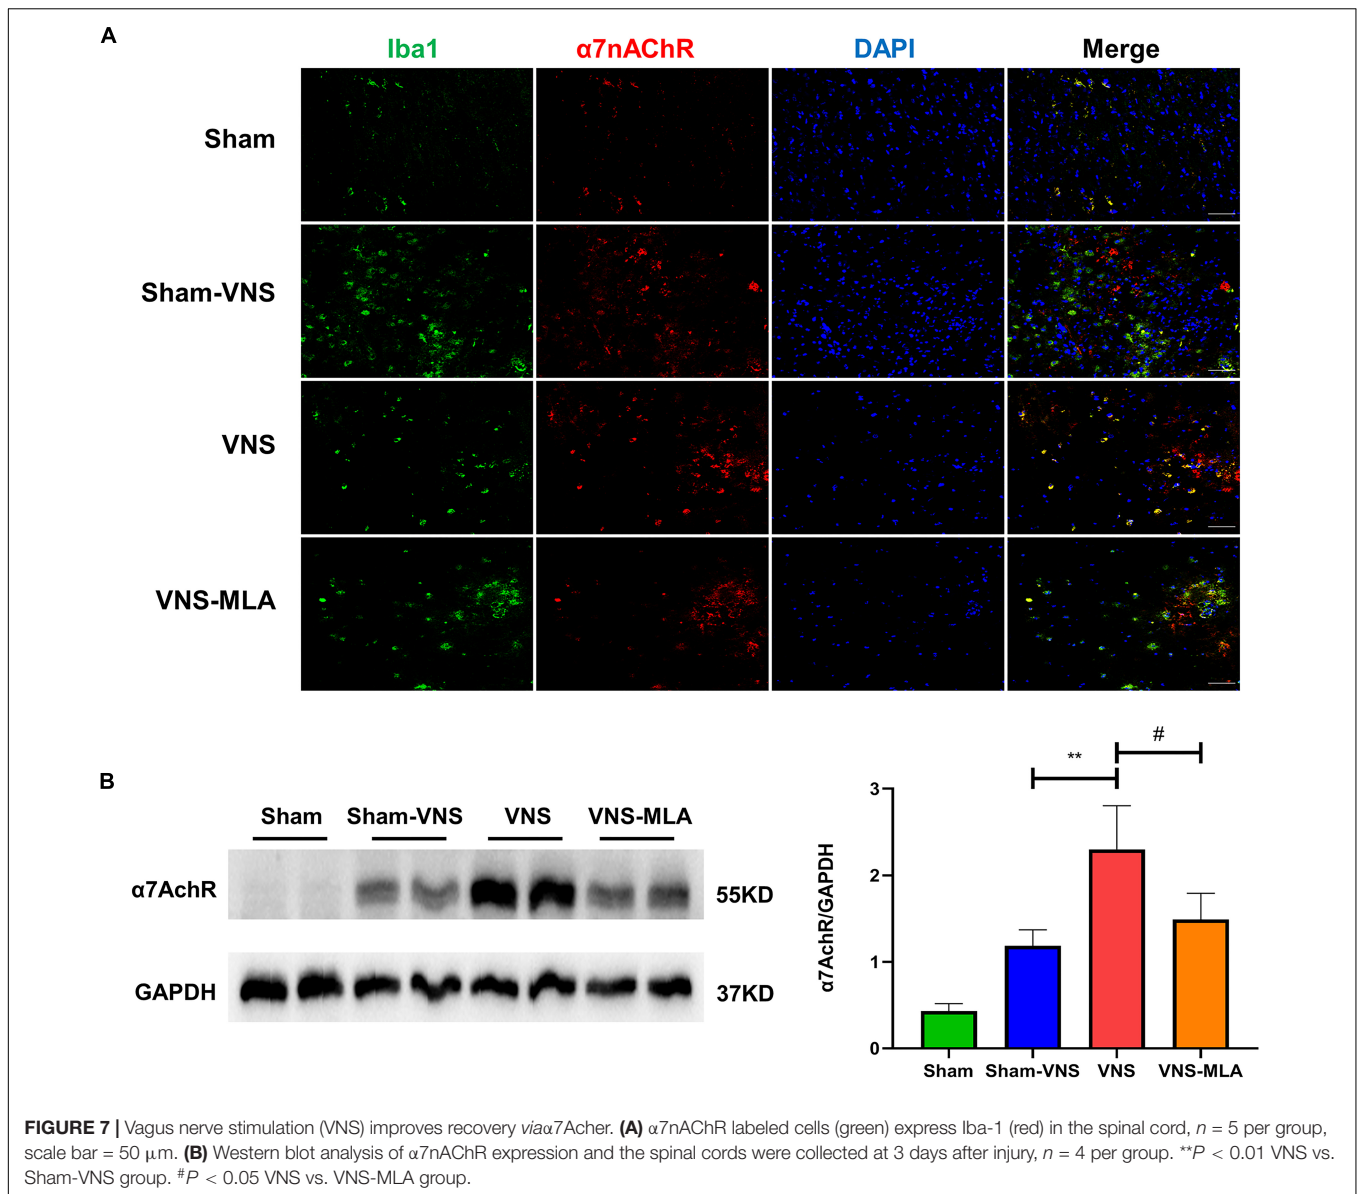 A
Iba1 α7nAChR DAPI Merge
Sham
Sham-VNS
VNS
VNS-MLA
B
Sham Sham-VNS VNS VNS-MLA
α7AchR 55KD
GAPDH 37KD
** #
α7AchR/GAPDH
3
2
1
0
Sham Sham-VNS VNS VNS-MLA
FIGURE 7 | Vagus nerve stimulation (VNS) improves recovery viaα7Acher. (A) α7nAChR labeled cells (green) express Iba-1 (red) in the spinal cord, n = 5 per group,
scale bar = 50 μm. (B) Western blot analysis of α7nAChR expression and the spinal cords were collected at 3 days after injury, n = 4 per group. **P < 0.01 VNS vs.
Sham-VNS group. #P < 0.05 VNS vs. VNS-MLA group.